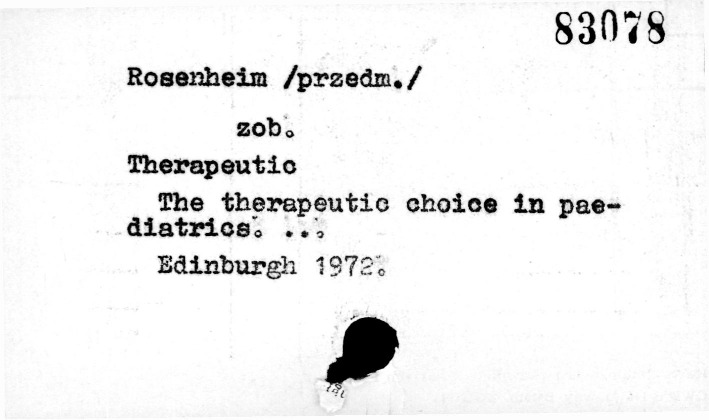 83078
Rosenheim /przedm./
zob.
Therapeutic
The therapeutic choice in pae-
diatrics. ...
Edinburgh 1972.